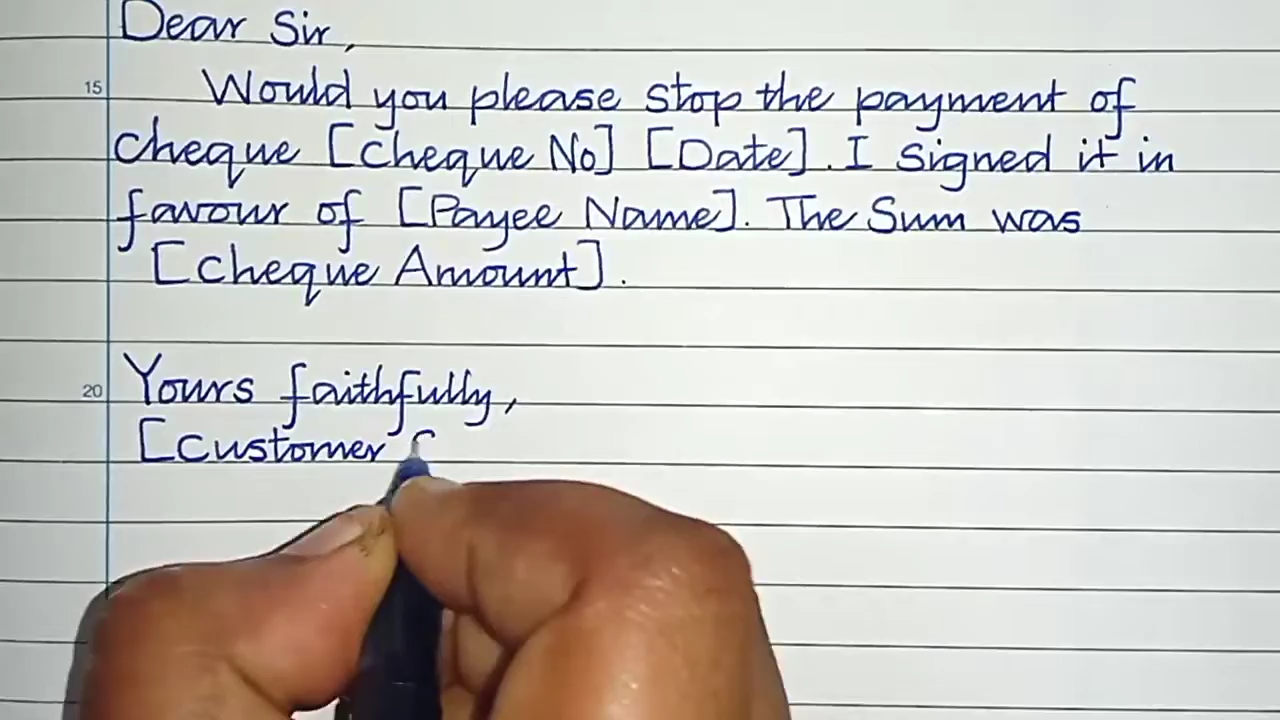 Dear Sir,
15
Would you please stop the payment of
cheque [cheque No] [Date]. I signed it in
favour of [Payee Name]. The Sum was
[cheque Amount].
20
Yours faithfully,
[customer